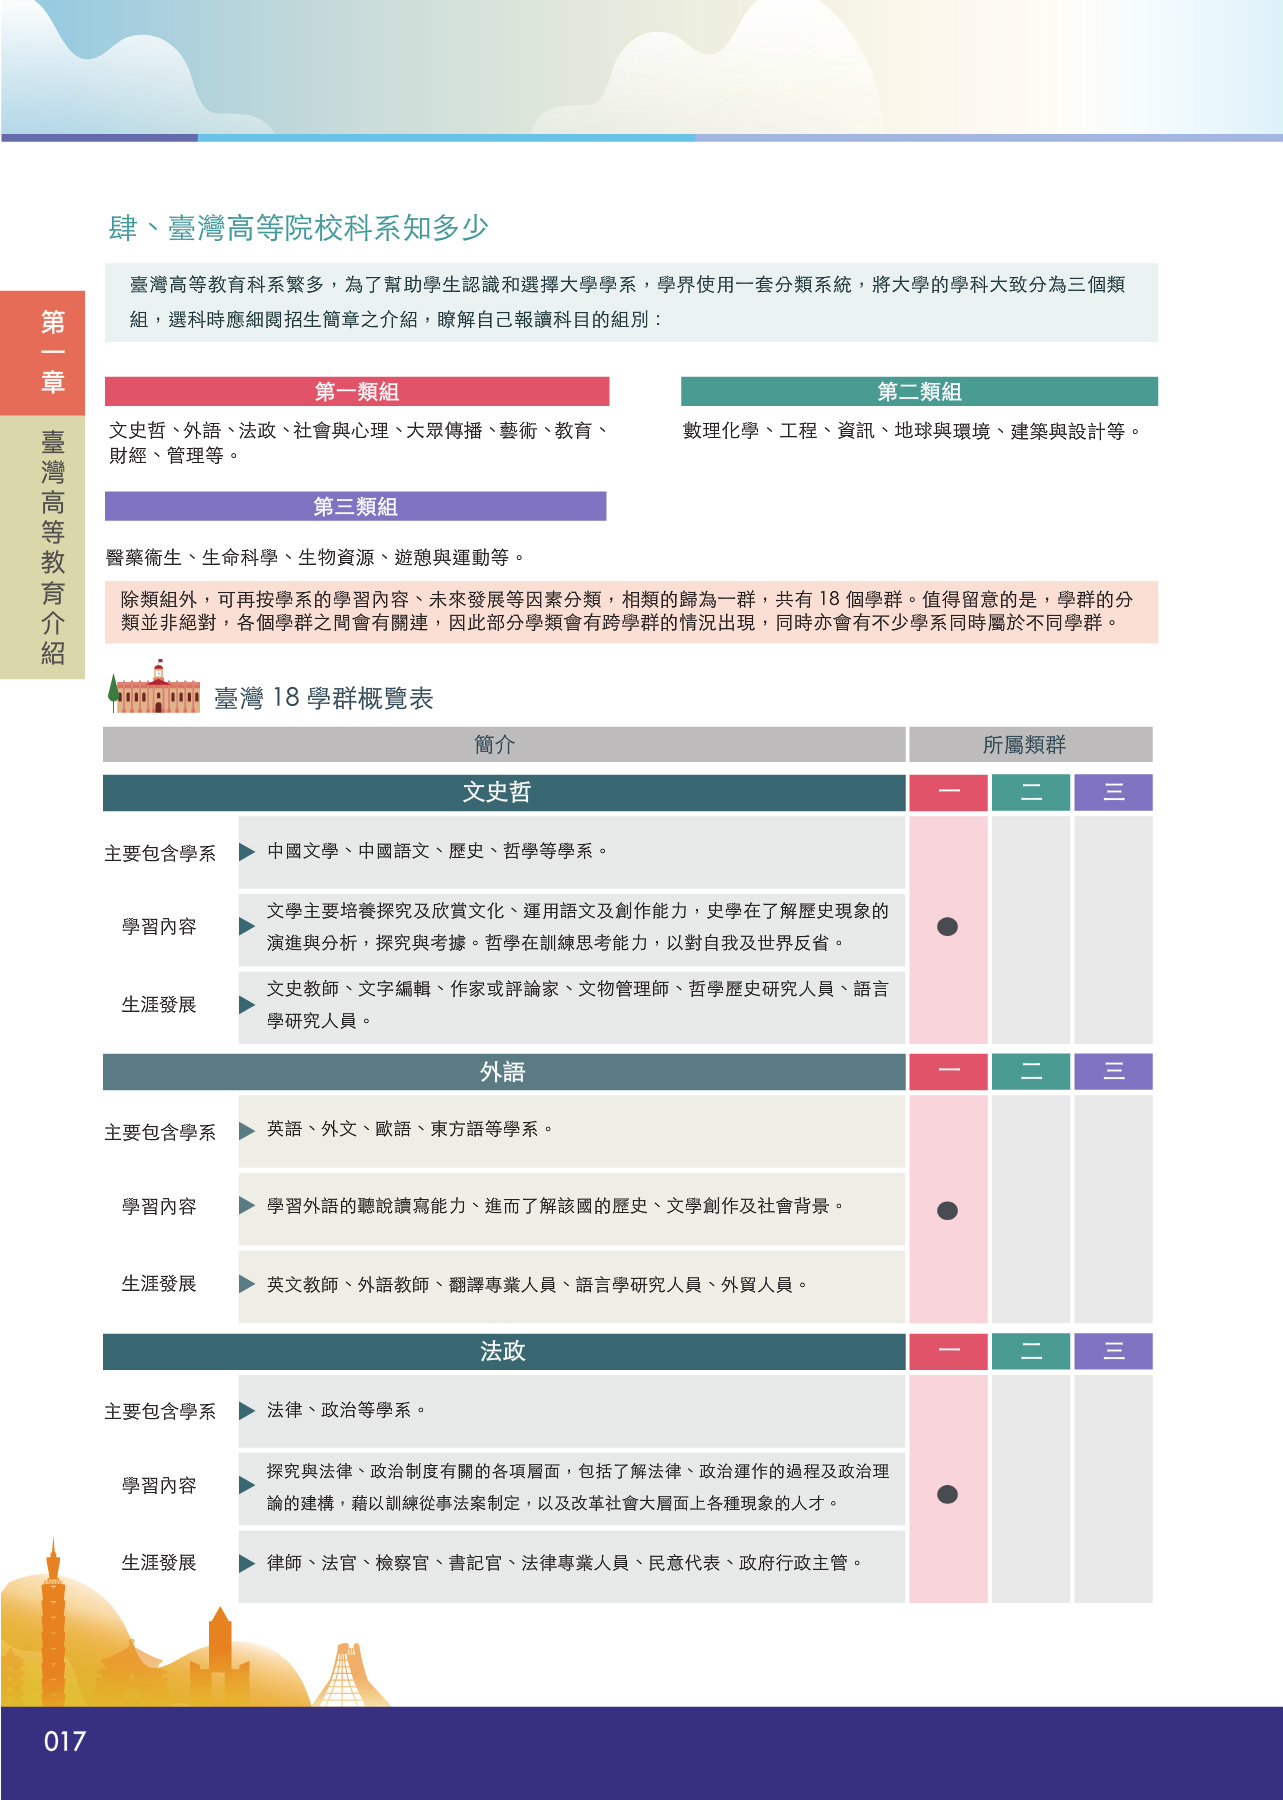 肆、臺灣高等院校科系知多少
臺灣高等教育科系繁多，為了幫助學生認識和選擇大學學系，學界使用一套分類系統，將大學的學科大致分為三個類
組，選科時應細閱招生簡章之介紹，瞭解自己報讀科目的組別：
第一章
臺灣高等教育介紹
第一類組
文史哲、外語、法政、社會與心理、大眾傳播、藝術、教育、
財經、管理等。
第二類組
數理化學、工程、資訊、地球與環境、建築與設計等。
第三類組
醫藥衞生、生命科學、生物資源、遊憩與運動等。
除類組外，可再按學系的學習內容、未來發展等因素分類，相類的歸為一群，共有 18 個學群。值得留意的是，學群的分
類並非絕對，各個學群之間會有關連，因此部分學類會有跨學群的情況出現，同時亦會有不少學系同時屬於不同學群。
臺灣 18 學群概覽表
簡介 所屬類群
文史哲 一 二 三
主要包含學系 中國文學、中國語文、歷史、哲學等學系。
學習內容 文學主要培養探究及欣賞文化、運用語文及創作能力，史學在了解歷史現象的
演進與分析，探究與考據。哲學在訓練思考能力，以對自我及世界反省。
●
生涯發展 文史教師、文字編輯、作家或評論家、文物管理師、哲學歷史研究人員、語言
學研究人員。
外語 一 二 三
主要包含學系 英語、外文、歐語、東方語等學系。
學習內容 學習外語的聽說讀寫能力、進而了解該國的歷史、文學創作及社會背景。 ●
生涯發展 英文教師、外語教師、翻譯專業人員、語言學研究人員、外貿人員。
法政 一 二 三
主要包含學系 法律、政治等學系。
學習內容 探究與法律、政治制度有關的各項層面，包括了解法律、政治運作的過程及政治理
論的建構，藉以訓練從事法案制定，以及改革社會大層面上各種現象的人才。
●
生涯發展 律師、法官、檢察官、書記官、法律專業人員、民意代表、政府行政主管。
017